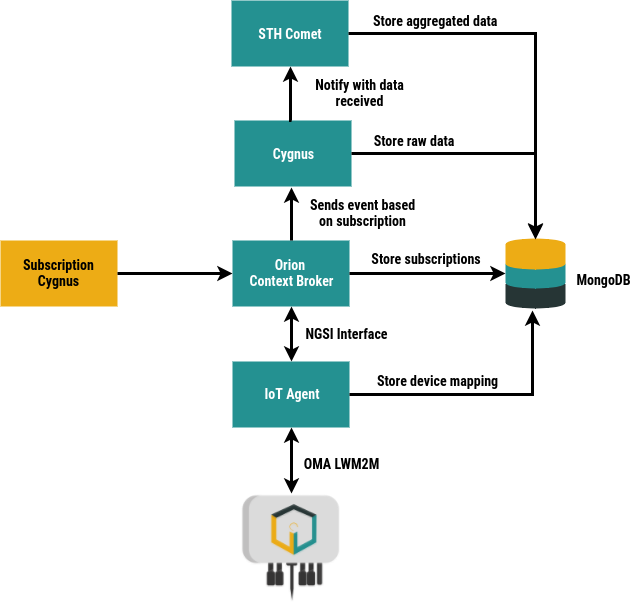 STH Comet
Store aggregated data
Notify with data
received
Cygnus
Store raw data
Sends event based
on subscription
Subscription
Cygnus
Orion
Context Broker
Store subscriptions
MongoDB
NGSI Interface
IoT Agent
Store device mapping
OMA LWM2M